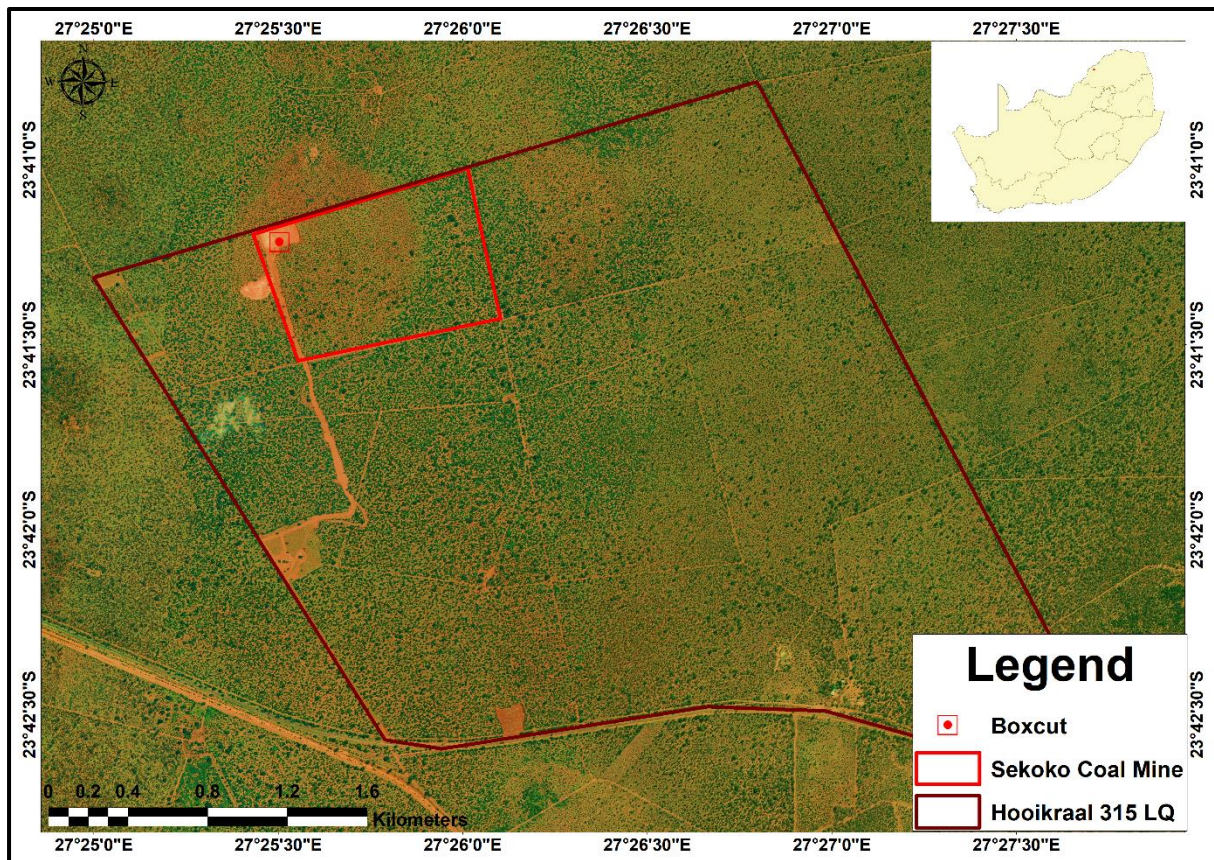 27°25'0"E 27°25'30"E 27°26'0"E 27°26'30"E 27°27'0"E 27°27'30"E
N
W E
S
23°41'0"S 23°41'0"S
23°41'30"S 23°41'30"S
23°42'0"S 23°42'0"S
23°42'30"S 23°42'30"S
Legend
Boxcut
Sekoko Coal Mine
Hooikraal 315 LQ
0 0.2 0.4 0.8 1.2 1.6
Kilometers
27°25'0"E 27°25'30"E 27°26'0"E 27°26'30"E 27°27'0"E 27°27'30"E